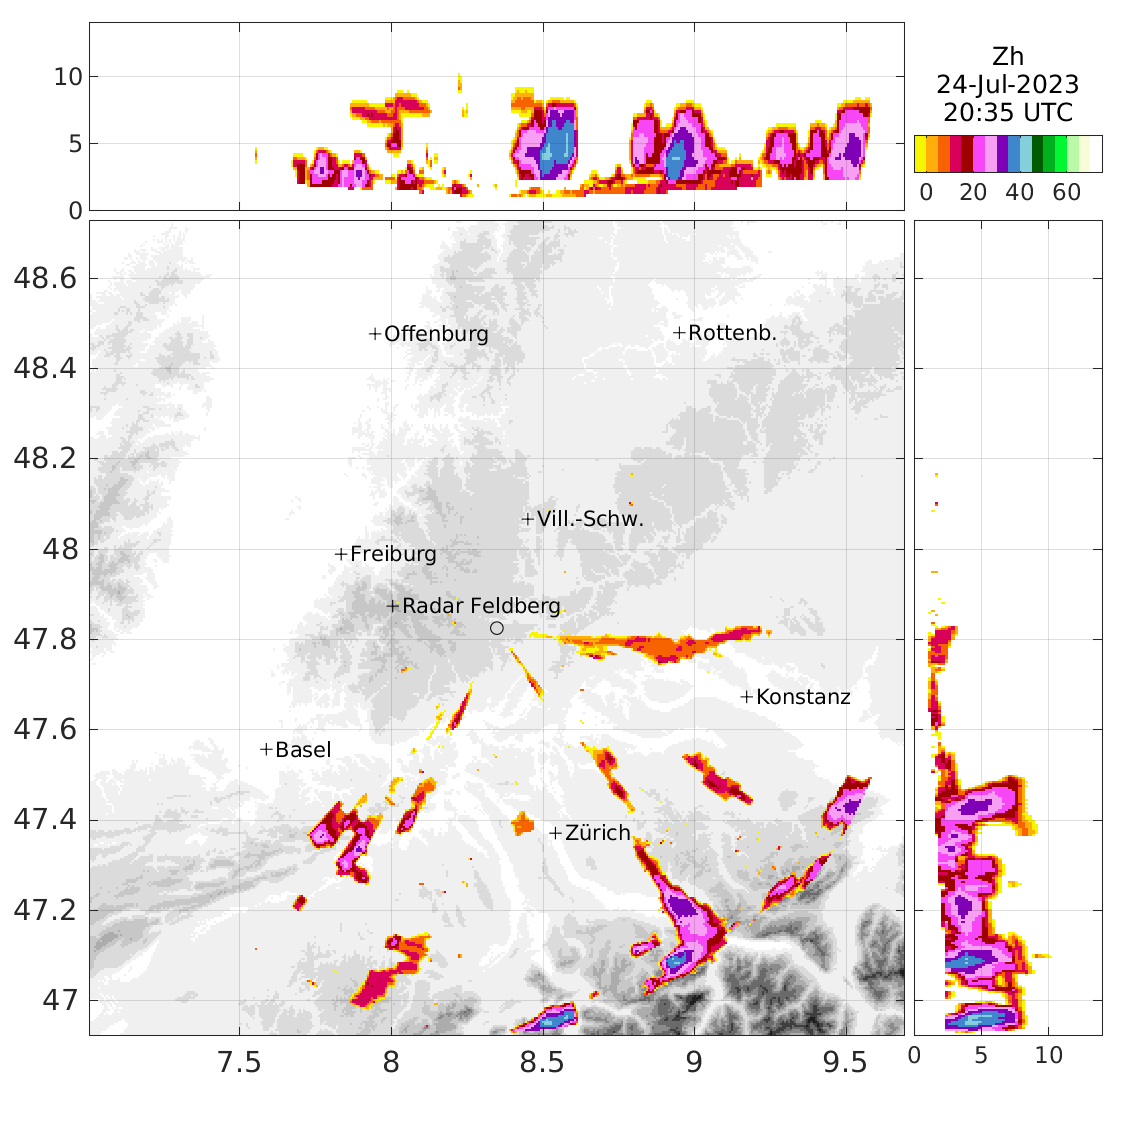 Zh
24-Jul-2023
20:35 UTC
10
5
0
0 20 40 60
48.6
48.4
48.2
48
47.8
47.6
47.4
47.2
47
+Offenburg
+Rottenb.
+Vill.-Schw.
+Freiburg
+Radar Feldberg
+Konstanz
+Basel
+Zürich
7.5 8 8.5 9 9.5
0 5 10